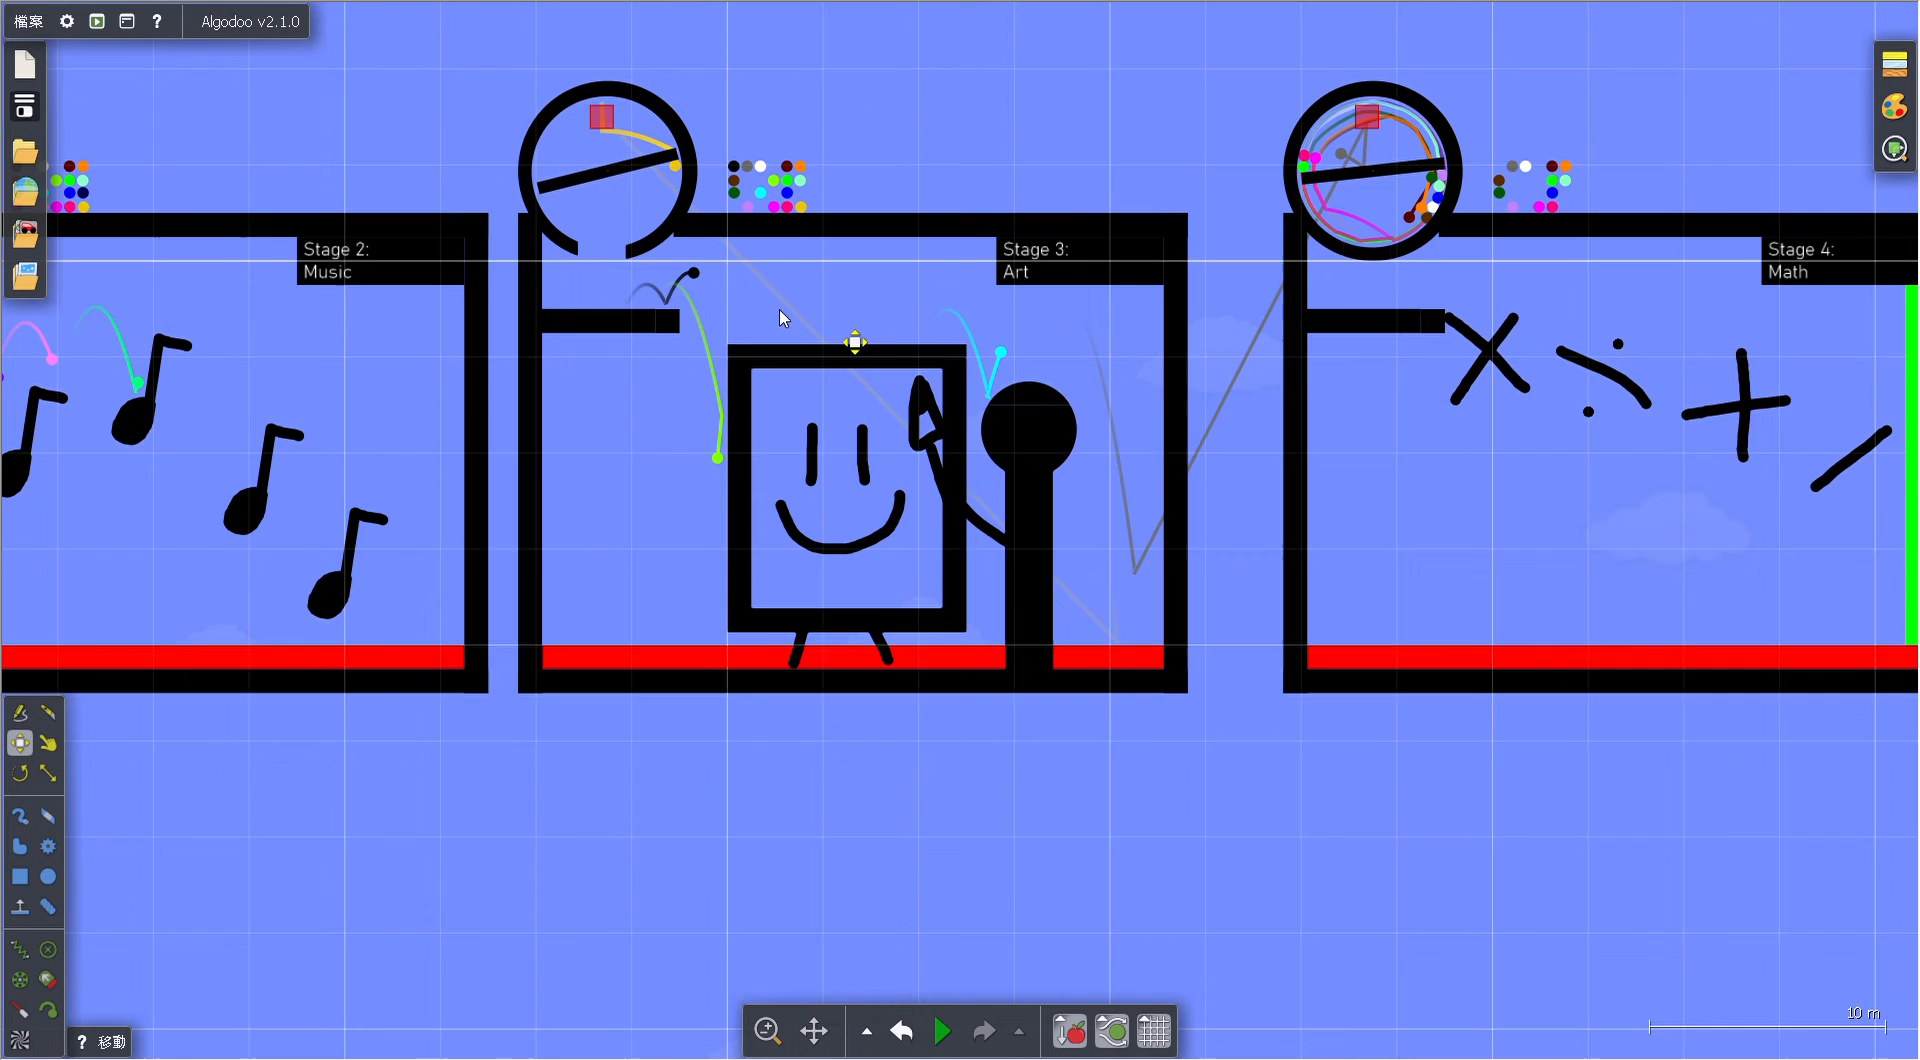 檔案
?
Algodoo v2.1.0
Stage 2:
Music
Stage 3:
Art
Stage 4:
Math
10 m
? 移動